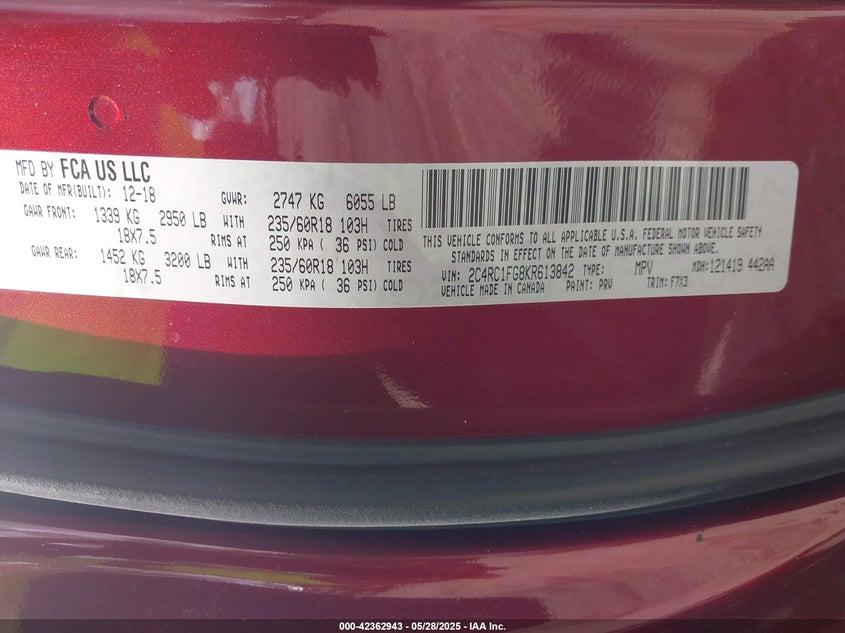 MFD BY FCA US LLC
DATE OF MFR(BUILT): 12-18 GVWR: 2747 KG 6055 LB
GAWR FRONT: 1339 KG 2950 LB WITH 235/60R18 103H TIRES
18X7.5 RIMS AT 250 KPA ( 36 PSI) COLD
GAWR REAR: 1452 KG 3200 LB WITH 235/60R18 103H TIRES
18X7.5 RIMS AT 250 KPA ( 36 PSI) COLD
THIS VEHICLE CONFORMS TO ALL APPLICABLE U.S.A. FEDERAL MOTOR VEHICLE SAFETY
STANDARDS IN EFFECT ON THE DATE OF MANUFACTURE SHOWN ABOVE.
VIN: 2C4RC1FG8KR613842 TYPE: MPV MDH:121419 442AA
VEHICLE MADE IN CANADA PAINT: PRV TRIM: F7X3
000-42362943 - 05/28/2025 - IAA Inc.